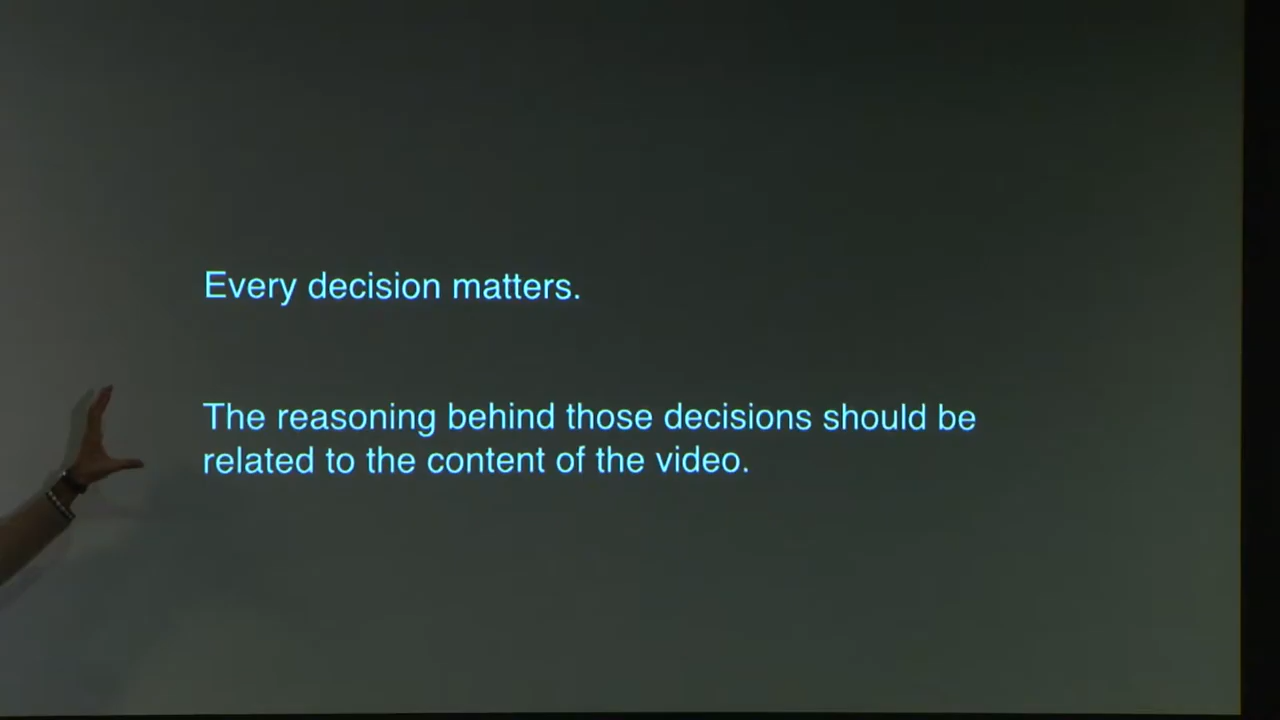 Every decision matters.
The reasoning behind those decisions should be
related to the content of the video.